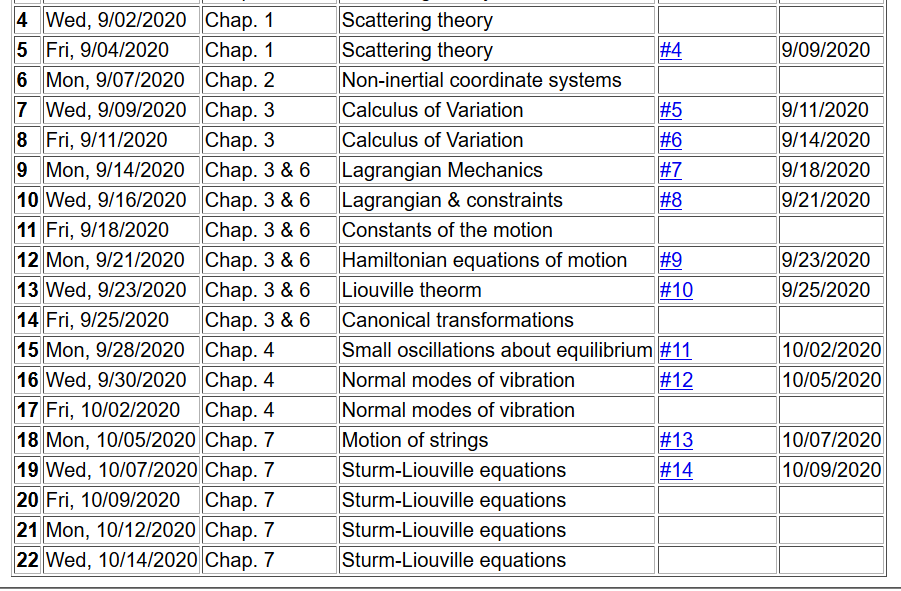 4 Wed, 9/02/2020 Chap. 1 Scattering theory
5 Fri, 9/04/2020 Chap. 1 Scattering theory #4 9/09/2020
6 Mon, 9/07/2020 Chap. 2 Non-inertial coordinate systems
7 Wed, 9/09/2020 Chap. 3 Calculus of Variation #5 9/11/2020
8 Fri, 9/11/2020 Chap. 3 Calculus of Variation #6 9/14/2020
9 Mon, 9/14/2020 Chap. 3 & 6 Lagrangian Mechanics #7 9/18/2020
10 Wed, 9/16/2020 Chap. 3 & 6 Lagrangian & constraints #8 9/21/2020
11 Fri, 9/18/2020 Chap. 3 & 6 Constants of the motion
12 Mon, 9/21/2020 Chap. 3 & 6 Hamiltonian equations of motion #9 9/23/2020
13 Wed, 9/23/2020 Chap. 3 & 6 Liouville theorm #10 9/25/2020
14 Fri, 9/25/2020 Chap. 3 & 6 Canonical transformations
15 Mon, 9/28/2020 Chap. 4 Small oscillations about equilibrium #11 10/02/2020
16 Wed, 9/30/2020 Chap. 4 Normal modes of vibration #12 10/05/2020
17 Fri, 10/02/2020 Chap. 4 Normal modes of vibration
18 Mon, 10/05/2020 Chap. 7 Motion of strings #13 10/07/2020
19 Wed, 10/07/2020 Chap. 7 Sturm-Liouville equations #14 10/09/2020
20 Fri, 10/09/2020 Chap. 7 Sturm-Liouville equations
21 Mon, 10/12/2020 Chap. 7 Sturm-Liouville equations
22 Wed, 10/14/2020 Chap. 7 Sturm-Liouville equations